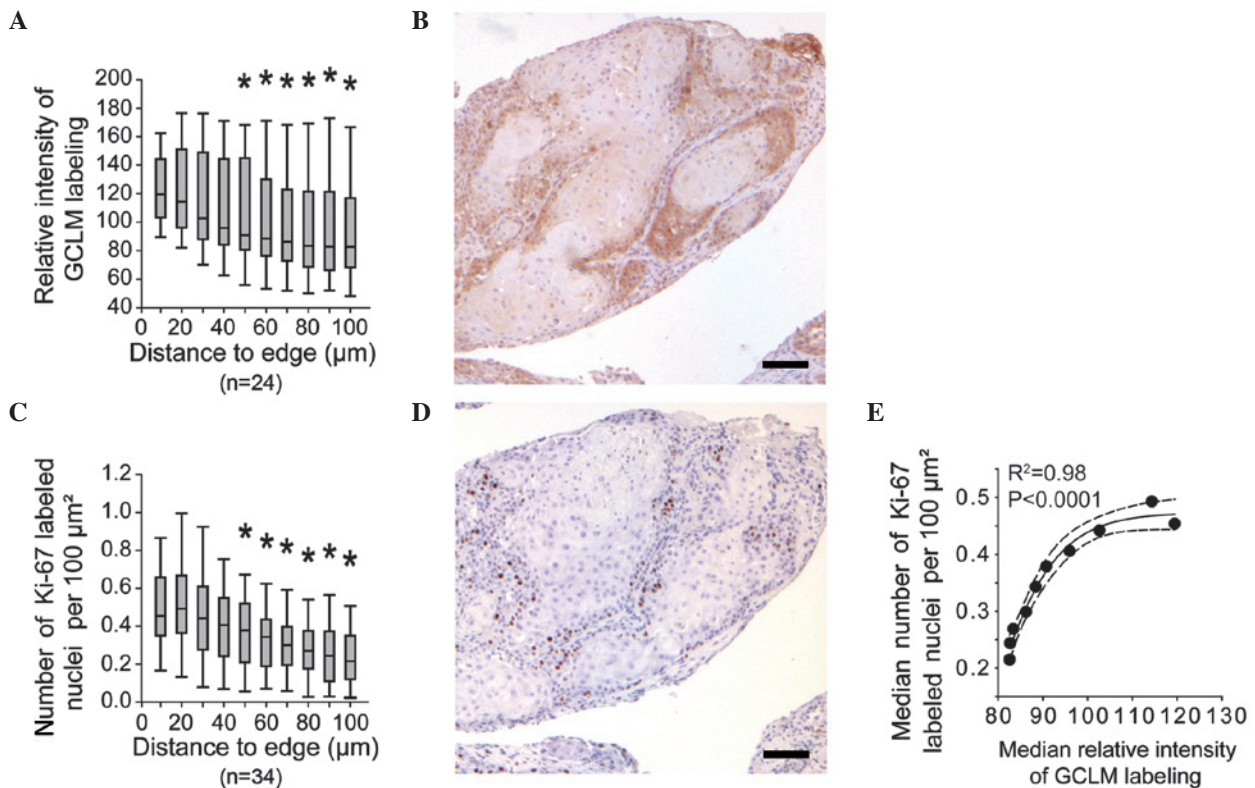 A
Relative intensity of
GCLM labeling
200
180
160
140
120
100
80
60
40
* * * * * *
0 20 40 60 80 100
Distance to edge (µm)
(n=24)
B
C
Number of Ki-67 labeled
nuclei per 100 µm²
1.2
1.0
0.8
0.6
0.4
0.2
0.0
* * * * * *
0 20 40 60 80 100
Distance to edge (µm)
(n=34)
D
E
Median number of Ki-67
labeled nuclei per 100 µm²
R²=0.98
P<0.0001
0.5
0.4
0.3
0.2
80 90 100 110 120 130
Median relative intensity
of GCLM labeling